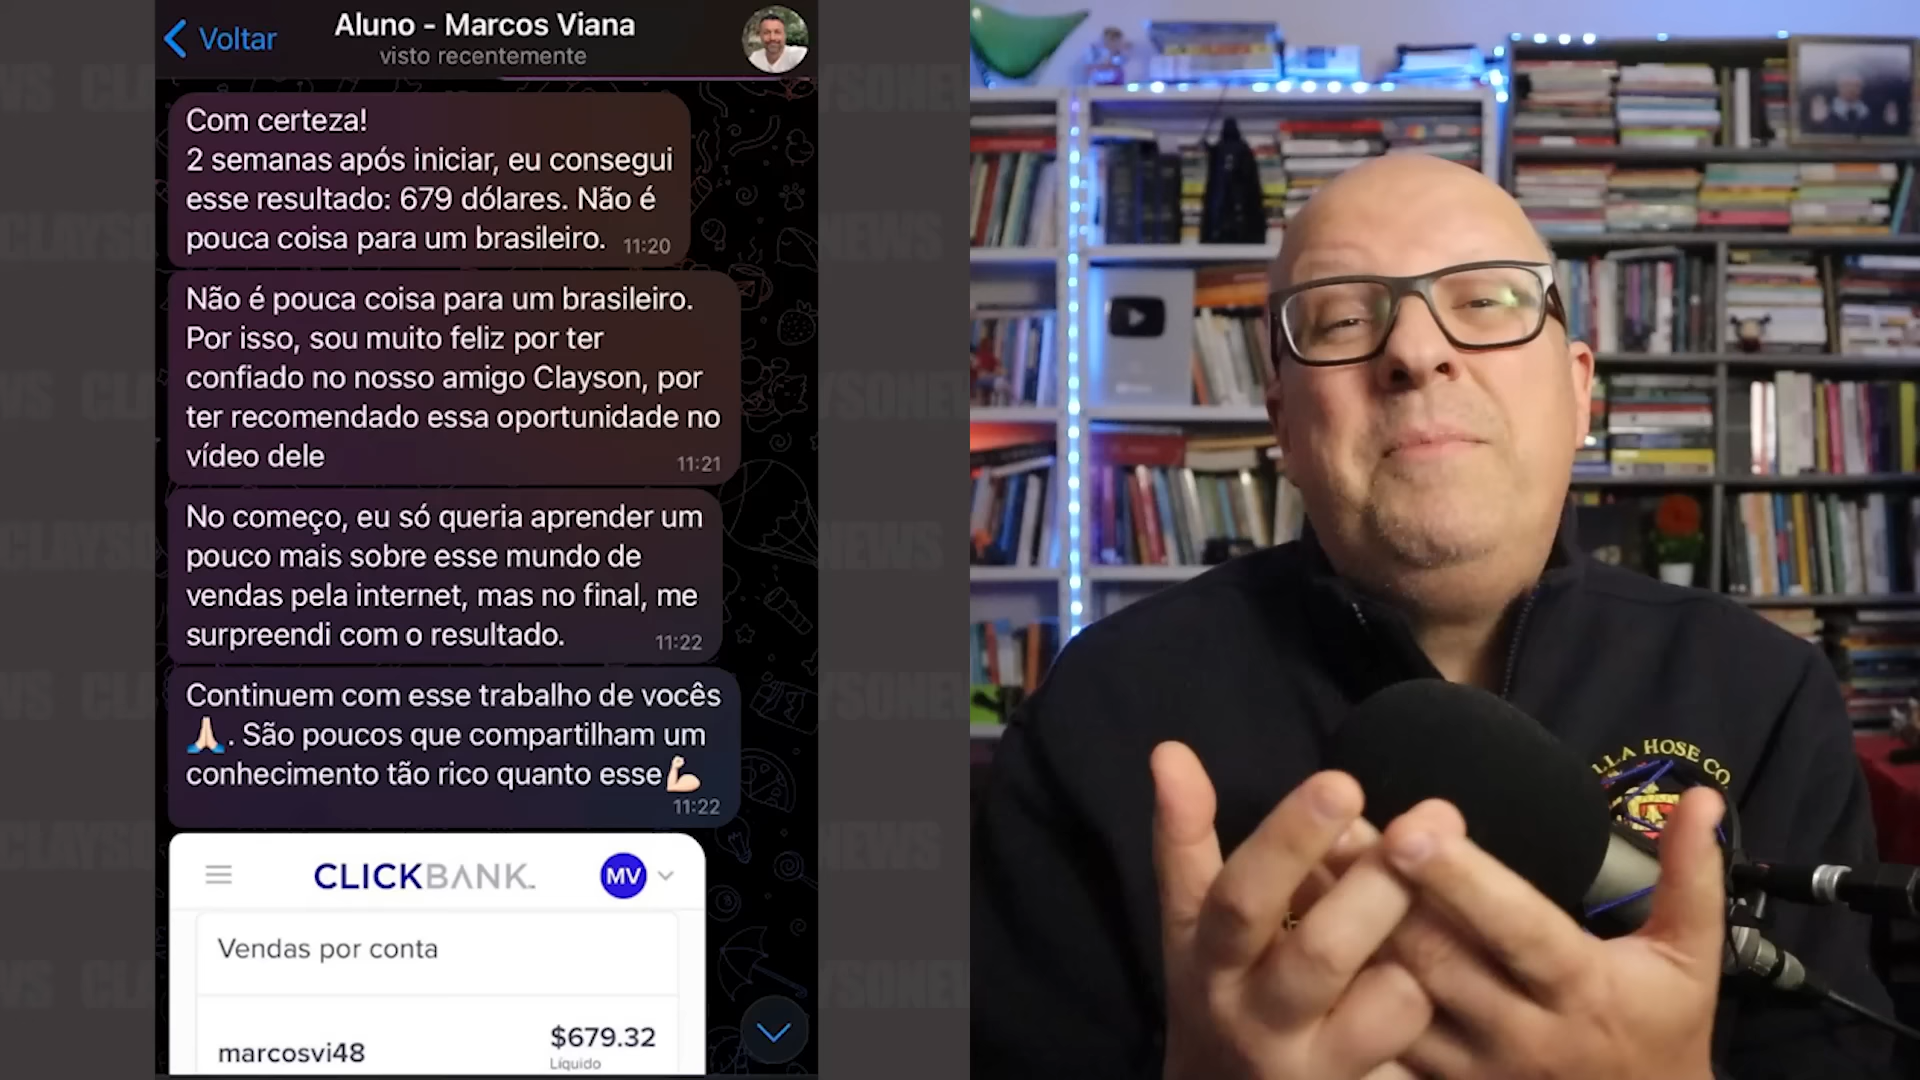 Voltar
Aluno - Marcos Viana
visto recentemente
Com certeza!
2 semanas após iniciar, eu consegui
esse resultado: 679 dólares. Não é
pouca coisa para um brasileiro. 11:20
Não é pouca coisa para um brasileiro.
Por isso, sou muito feliz por ter
confiado no nosso amigo Clayson, por
ter recomendado essa oportunidade no
vídeo dele 11:21
No começo, eu só queria aprender um
pouco mais sobre esse mundo de
vendas pela internet, mas no final, me
surpreendi com o resultado. 11:22
Continuem com esse trabalho de vocês
🙏🏻. São poucos que compartilham um
conhecimento tão rico quanto esse💪🏻
11:22
CLICKBANK
MV
Vendas por conta
marcosvi48
$679.32
Líquido
LLA HOSE CO